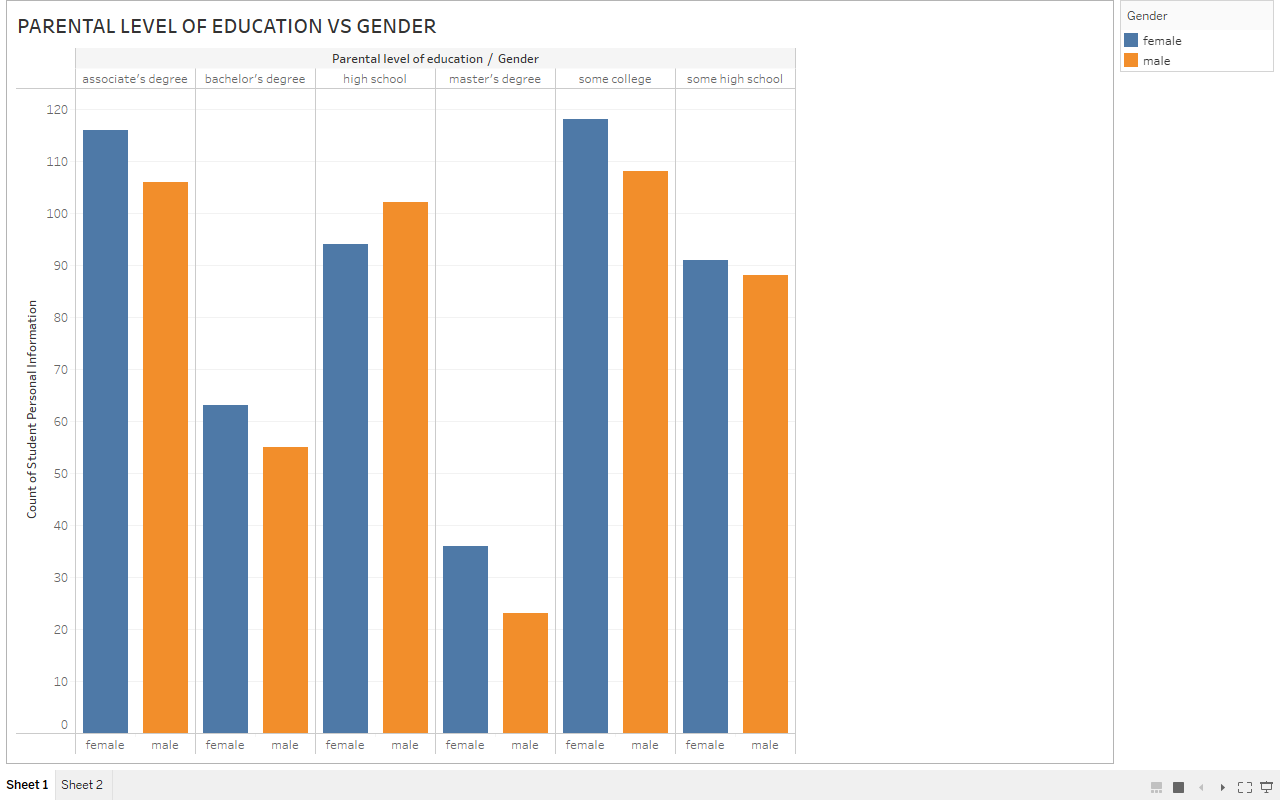 PARENTAL LEVEL OF EDUCATION VS GENDER
Parental level of education / Gender
associate's degree bachelor's degree high school master's degree some college some high school
120
110
100
90
80
70
60
50
40
30
20
10
0
Count of Student Personal Information
female male female male female male female male female male female male
Gender
female
male
Sheet 1 Sheet 2